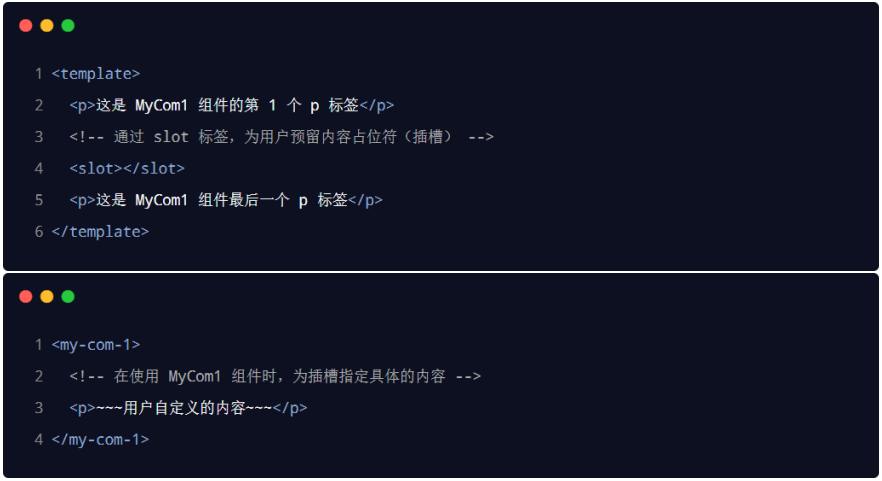 1 <template>
2 <p>这是 MyCom1 组件的第 1 个 p 标签</p>
3 <!-- 通过 slot 标签，为用户预留内容占位符（插槽） -->
4 <slot></slot>
5 <p>这是 MyCom1 组件最后一个 p 标签</p>
6 </template>
1 <my-com-1>
2 <!-- 在使用 MyCom1 组件时，为插槽指定具体的内容 -->
3 <p>~~~用户自定义的内容~~~</p>
4 </my-com-1>